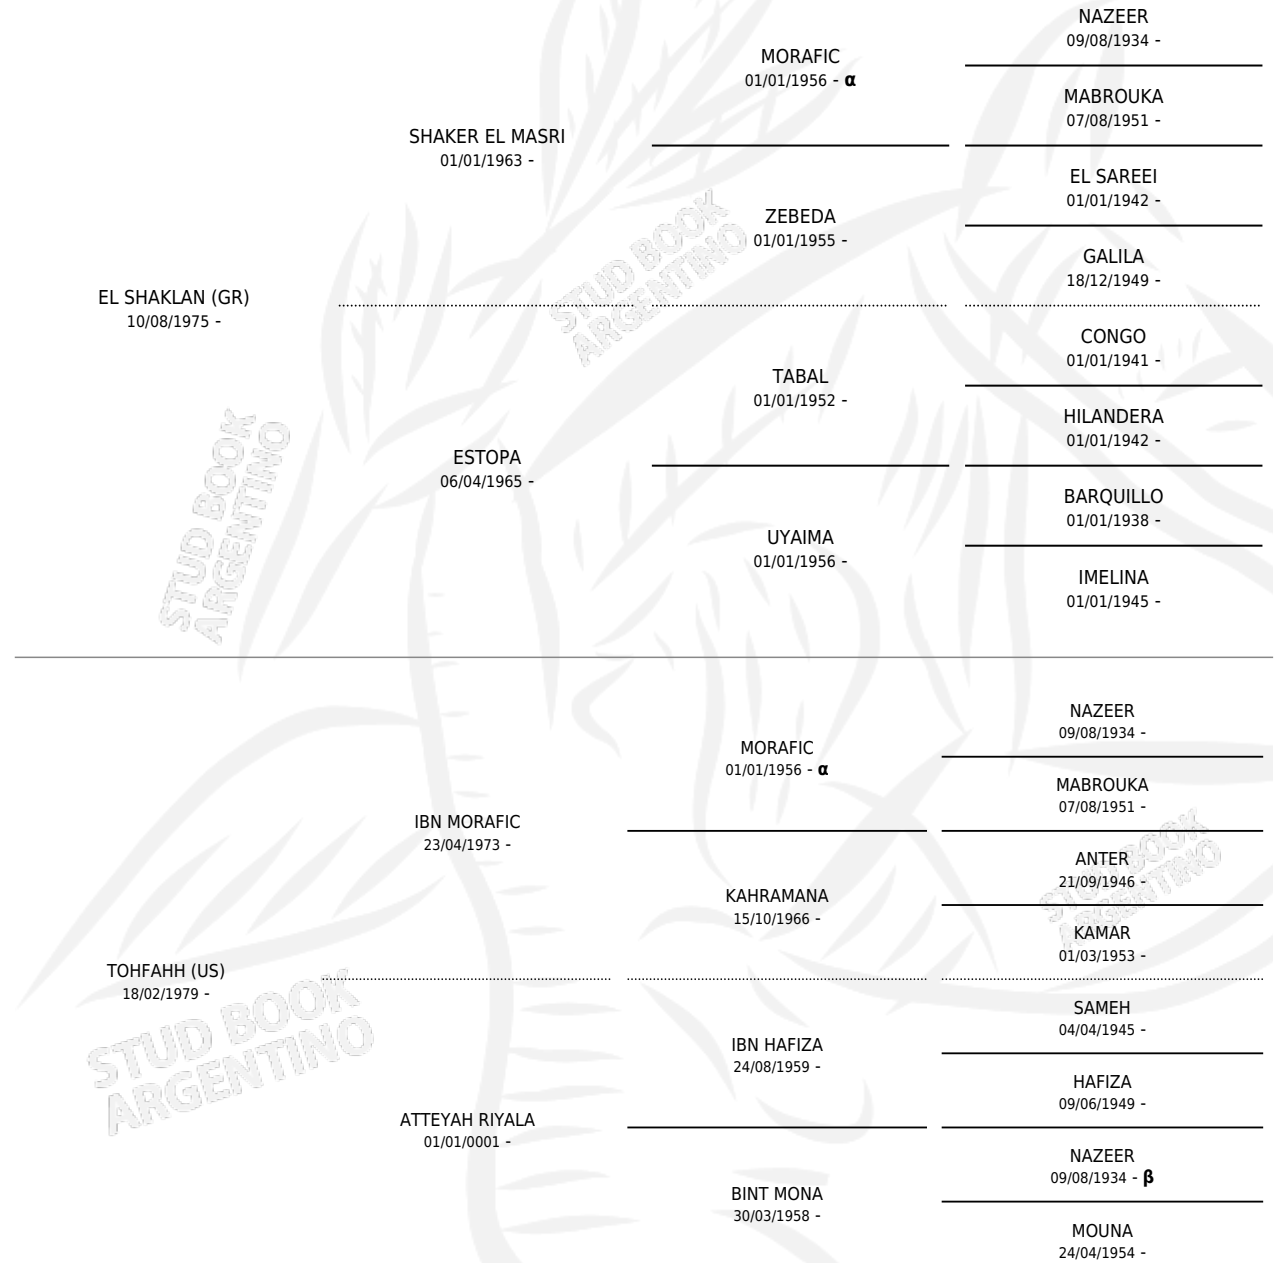 NAZEER
09/08/1934 -
MORAFIC
01/01/1956 - α
MABROUKA
07/08/1951 -
SHAKER EL MASRI
01/01/1963 -
EL SAREEI
01/01/1942 -
ZEBEDA
01/01/1955 -
GALILA
18/12/1949 -
EL SHAKLAN (GR)
10/08/1975 -
CONGO
01/01/1941 -
TABAL
01/01/1952 -
HILANDERA
01/01/1942 -
ESTOPA
06/04/1965 -
BARQUILLO
01/01/1938 -
UYAIMA
01/01/1956 -
IMELINA
01/01/1945 -
STUD BOOK
ARGENTINO
STUD BOOK
ARGENTINO
NAZEER
09/08/1934 -
MORAFIC
01/01/1956 - α
MABROUKA
07/08/1951 -
IBN MORAFIC
23/04/1973 -
ANTER
21/09/1946 -
KAHRAMANA
15/10/1966 -
KAMAR
01/03/1953 -
STUD BOOK
ARGENTINO
TOHFAHH (US)
18/02/1979 -
SAMEH
04/04/1945 -
IBN HAFIZA
24/08/1959 -
HAFIZA
09/06/1949 -
ATTEYAH RIYALA
01/01/0001 -
NAZEER
09/08/1934 - β
BINT MONA
30/03/1958 -
MOUNA
24/04/1954 -
STUD BOOK
ARGENTINO